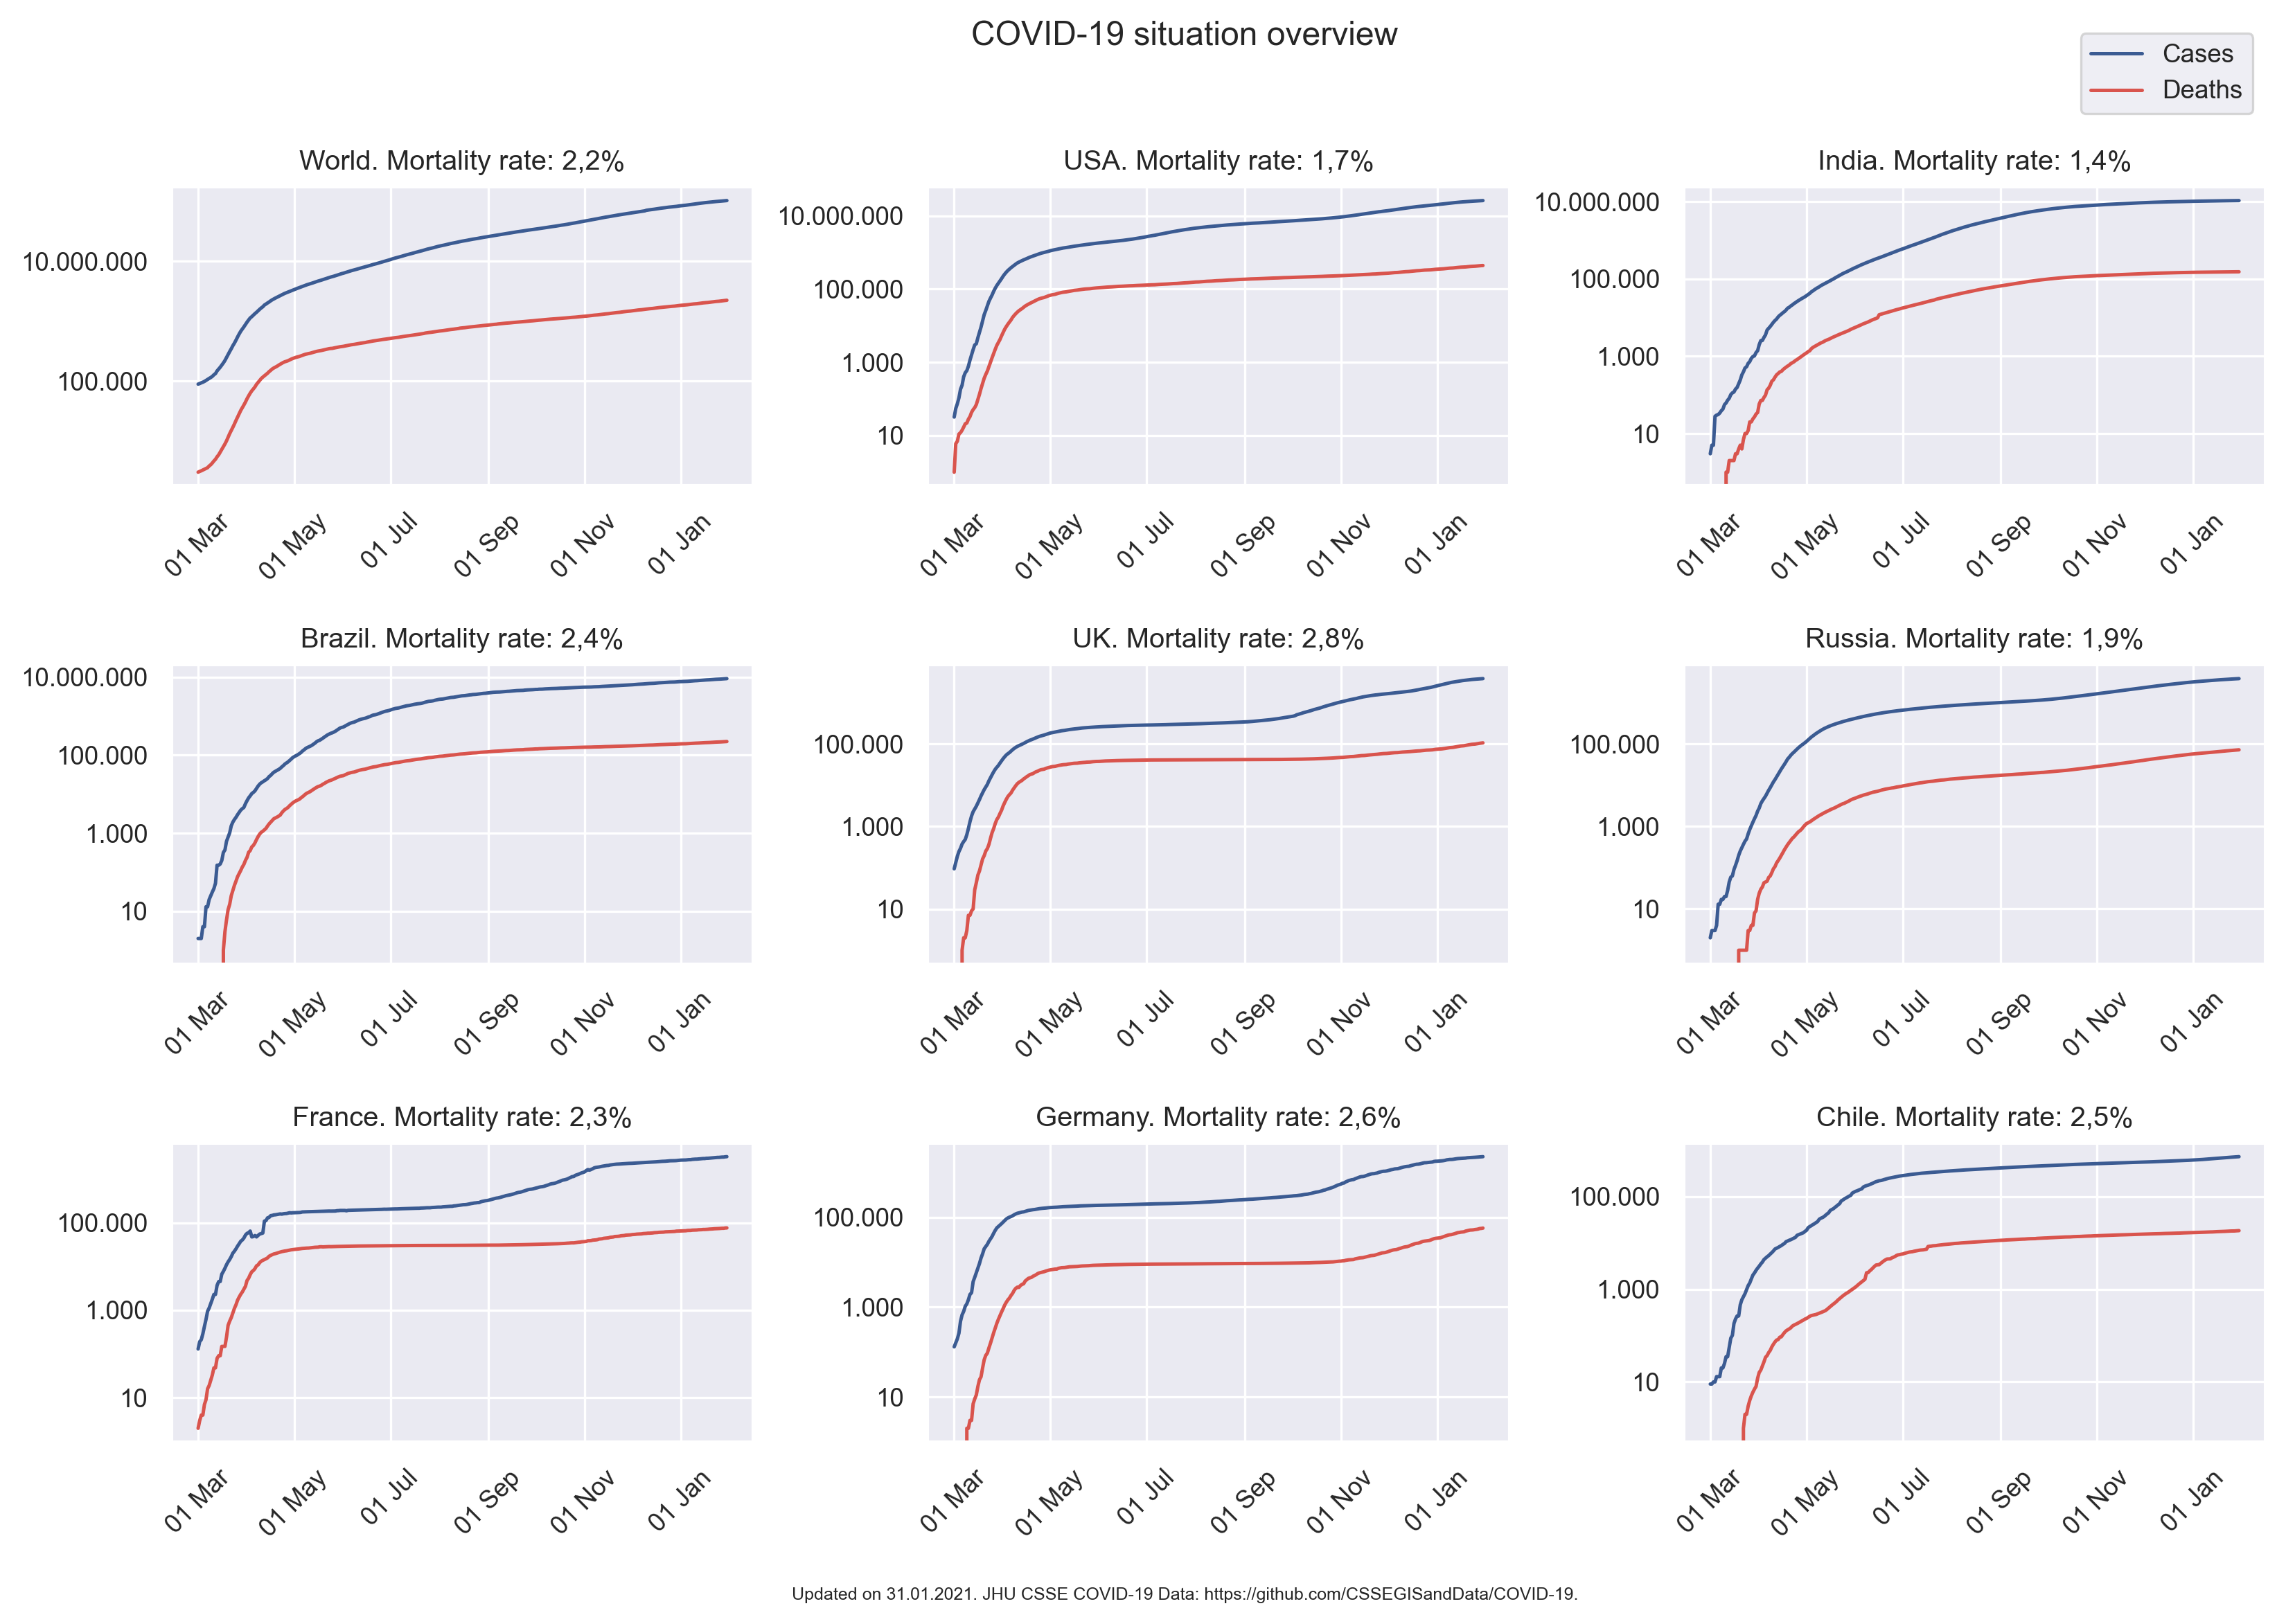 COVID-19 situation overview
Cases
Deaths
World. Mortality rate: 2,2%
10.000.000
100.000
01 Mar
01 May
01 Jul
01 Sep
01 Nov
01 Jan
USA. Mortality rate: 1,7%
10.000.000
100.000
1.000
10
01 Mar
01 May
01 Jul
01 Sep
01 Nov
01 Jan
India. Mortality rate: 1,4%
10.000.000
100.000
1.000
10
01 Mar
01 May
01 Jul
01 Sep
01 Nov
01 Jan
Brazil. Mortality rate: 2,4%
10.000.000
100.000
1.000
10
01 Mar
01 May
01 Jul
01 Sep
01 Nov
01 Jan
UK. Mortality rate: 2,8%
100.000
1.000
10
01 Mar
01 May
01 Jul
01 Sep
01 Nov
01 Jan
Russia. Mortality rate: 1,9%
100.000
1.000
10
01 Mar
01 May
01 Jul
01 Sep
01 Nov
01 Jan
France. Mortality rate: 2,3%
100.000
1.000
10
01 Mar
01 May
01 Jul
01 Sep
01 Nov
01 Jan
Germany. Mortality rate: 2,6%
100.000
1.000
10
01 Mar
01 May
01 Jul
01 Sep
01 Nov
01 Jan
Chile. Mortality rate: 2,5%
100.000
1.000
10
01 Mar
01 May
01 Jul
01 Sep
01 Nov
01 Jan
Updated on 31.01.2021. JHU CSSE COVID-19 Data: https://github.com/CSSEGISandData/COVID-19.